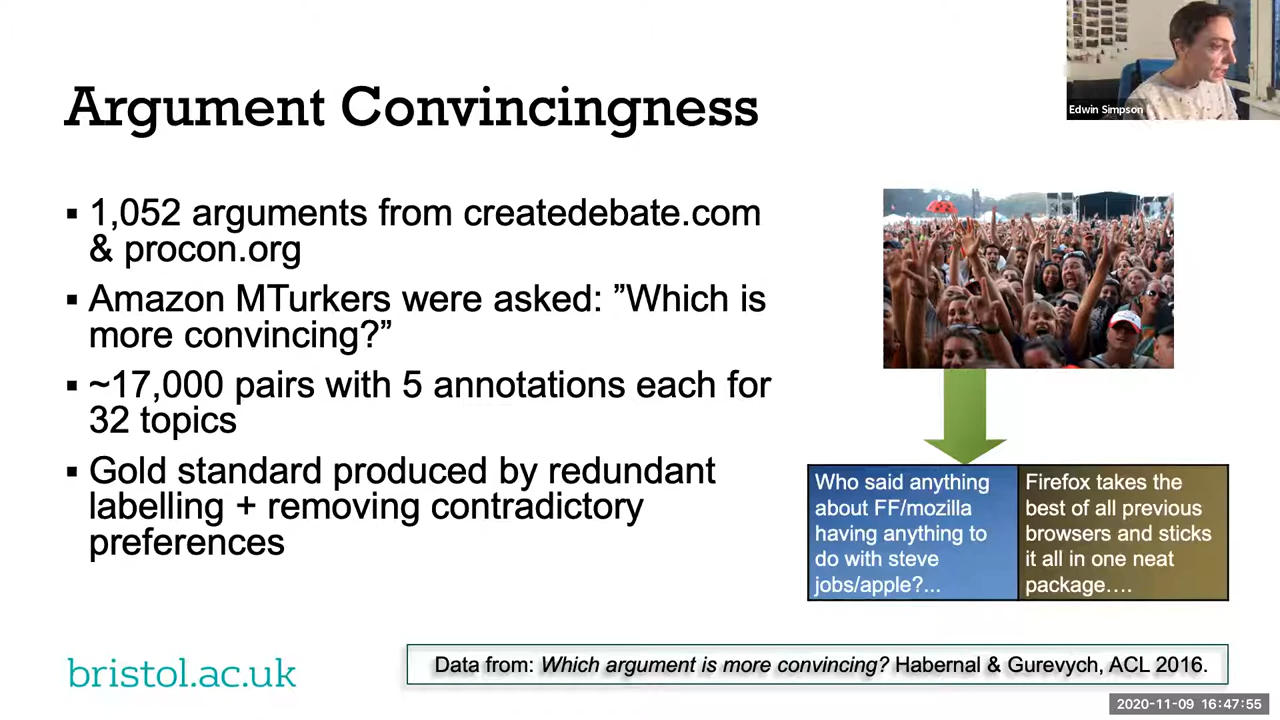 Edwin Simpson
Argument Convincingness
▪ 1,052 arguments from createdebate.com
& procon.org
▪ Amazon MTurkers were asked: ”Which is
more convincing?”
▪ ~17,000 pairs with 5 annotations each for
32 topics
▪ Gold standard produced by redundant
labelling + removing contradictory
preferences
Who said anything
about FF/mozilla
having anything to
do with steve
jobs/apple?...
Firefox takes the
best of all previous
browsers and sticks
it all in one neat
package….
bristol.ac.uk
Data from: Which argument is more convincing? Habernal & Gurevych, ACL 2016.
2020-11-09 16:47:55